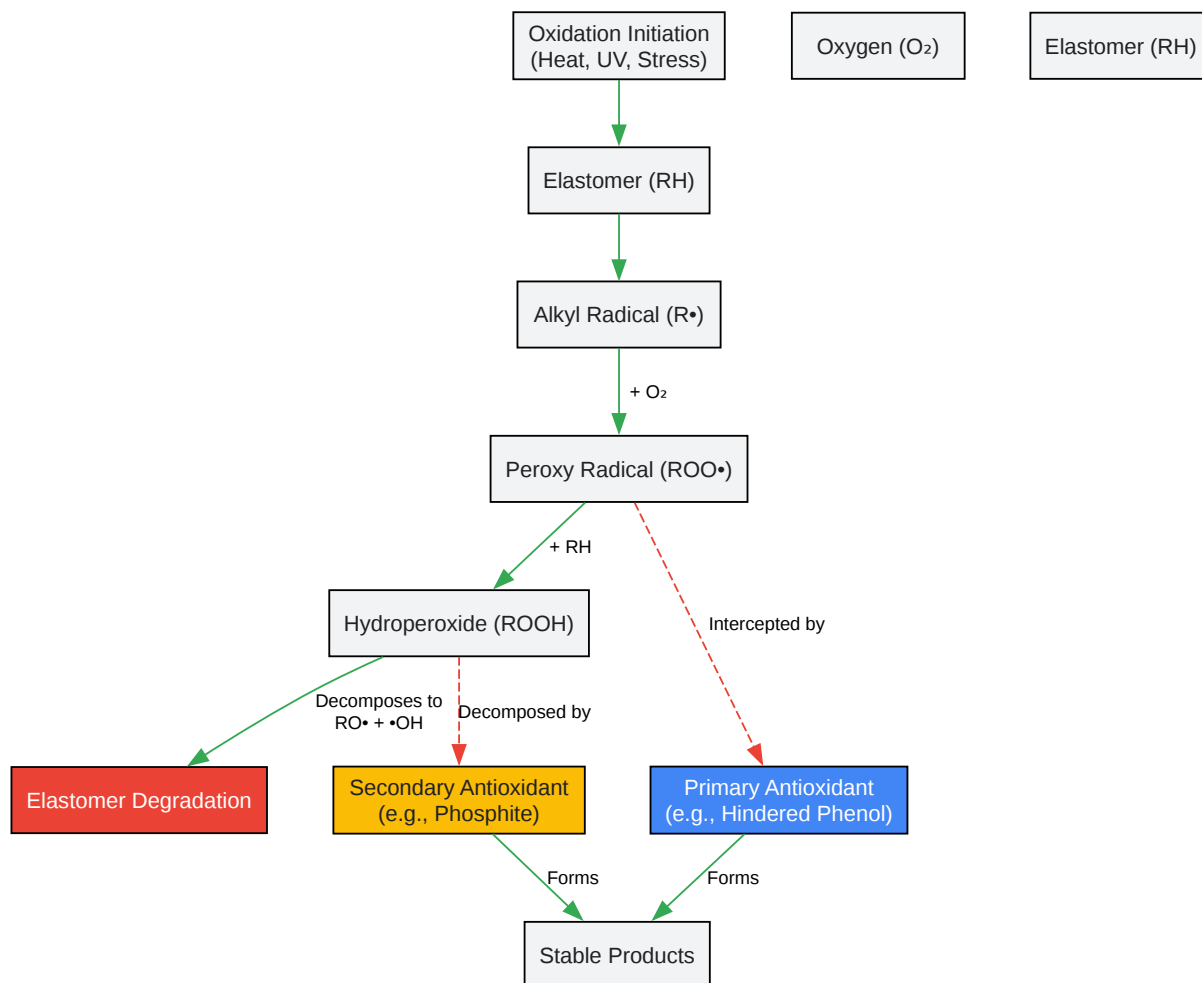 Oxidation Initiation
(Heat, UV, Stress)
Oxygen (O₂)
Elastomer (RH)
Elastomer (RH)
Alkyl Radical (R•)
+ O₂
Peroxy Radical (ROO•)
+ RH
Hydroperoxide (ROOH)
Intercepted by
Decomposes to
RO• + •OH
Decomposed by
Elastomer Degradation
Secondary Antioxidant
(e.g., Phosphite)
Primary Antioxidant
(e.g., Hindered Phenol)
Forms
Forms
Stable Products